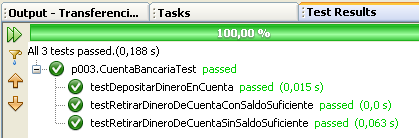 Output - Transferenci...
Tasks
Test Results
100,00 %
All 3 tests passed.(0,188 s)
p003.CuentaBancariaTest passed
testDepositarDineroEnCuenta passed (0,015 s)
testRetirarDineroDeCuentaConSaldoSuficiente passed (0,0 s)
testRetirarDineroDeCuentaSinSaldoSuficiente passed (0,063 s)